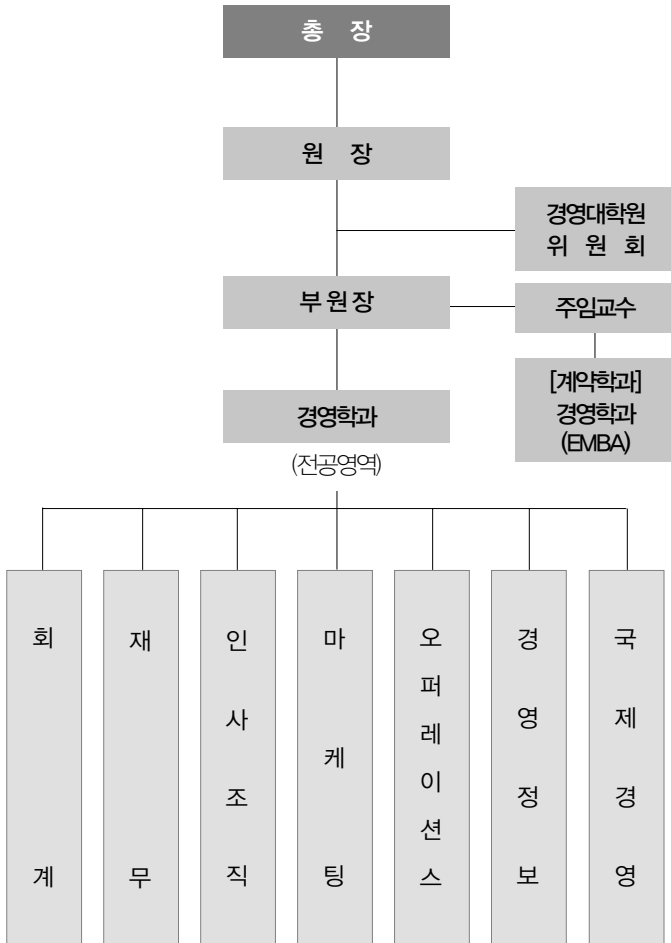 총 장
원 장
경영대학원
위 원 회
부원장
주임교수
경영학과
[계약학과]
경영학과
(EMBA)
(전공영역)
회계
재무
인사조직
마케팅
오퍼레이션스
경영정보
국제경영